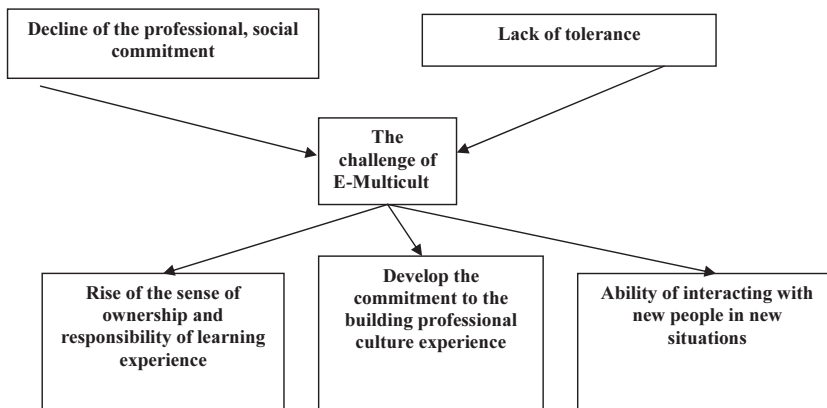 Decline of the professional, social
commitment
Lack of tolerance
The
challenge of
E-Multicult
Rise of the sense of
ownership and
responsibility of learning
experience
Develop the
commitment to the
building professional
culture experience
Ability of interacting with
new people in new
situations